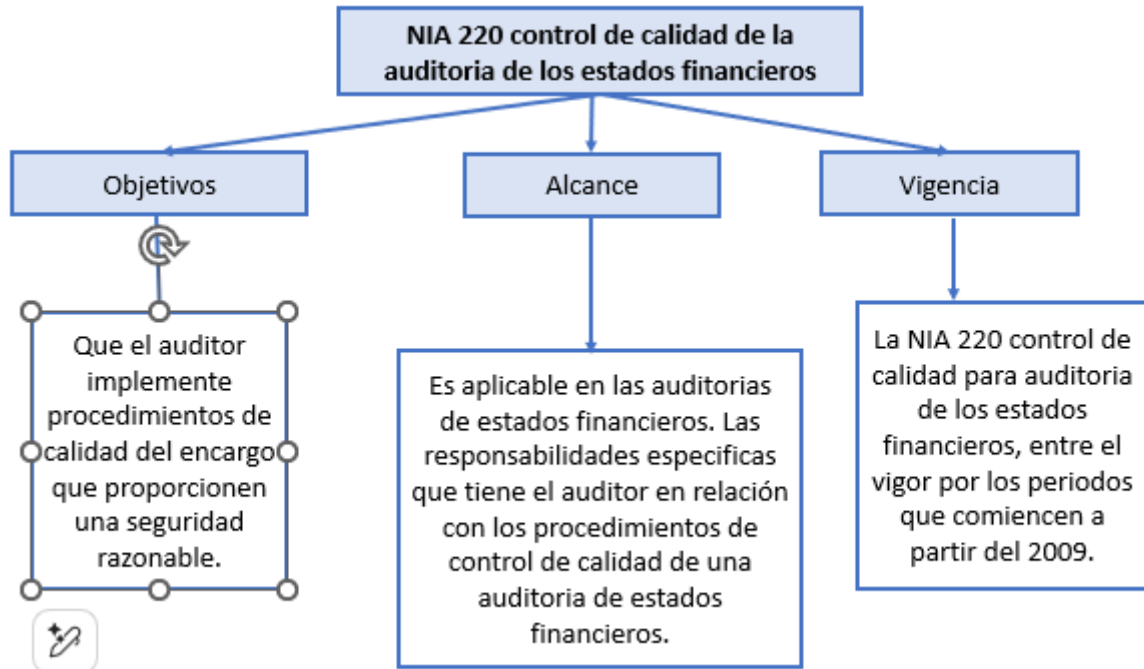 NIA 220 control de calidad de la
auditoria de los estados financieros
Objetivos
Alcance
Vigencia
Que el auditor
implemente
procedimientos de
calidad del encargo
que proporcionen
una seguridad
razonable.
Es aplicable en las auditorias
de estados financieros. Las
responsabilidades especificas
que tiene el auditor en relación
con los procedimientos de
control de calidad de una
auditoria de estados
financieros.
La NIA 220 control de
calidad para auditoria
de los estados
financieros, entre el
vigor por los periodos
que comiencen a
partir del 2009.